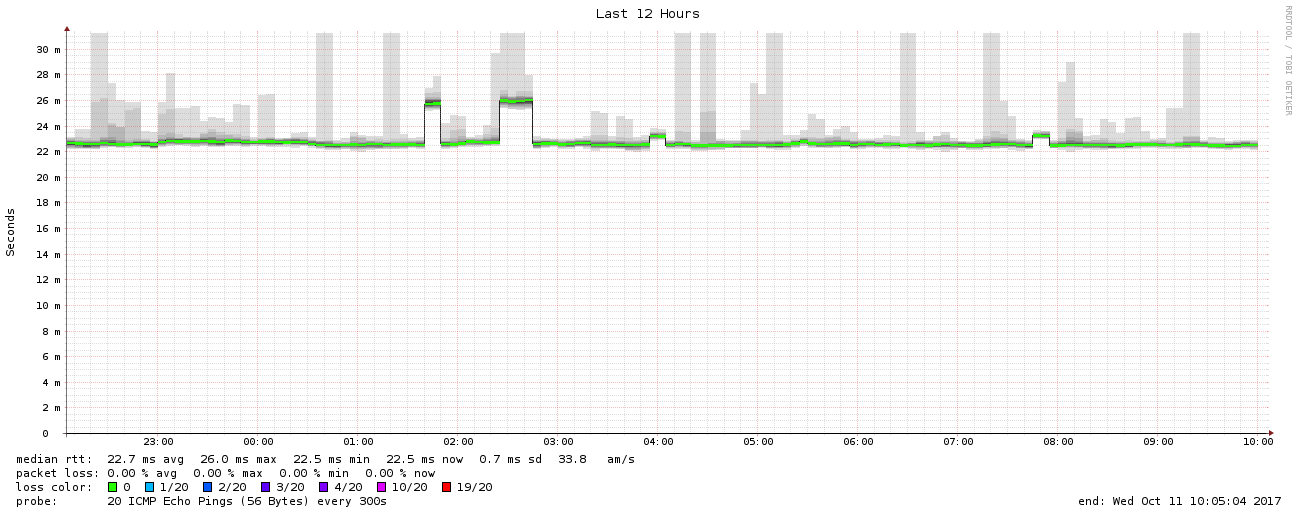 Last 12 Hours
RRDTOOL / TOBI OETIKER
Seconds
30 m
28 m
26 m
24 m
22 m
20 m
18 m
16 m
14 m
12 m
10 m
8 m
6 m
4 m
2 m
0
23:00 00:00 01:00 02:00 03:00 04:00 05:00 06:00 07:00 08:00 09:00 10:00
median rtt: 22.7 ms avg 26.0 ms max 22.5 ms min 22.5 ms now 0.7 ms sd 33.8 am/s
packet loss: 0.00 % avg 0.00 % max 0.00 % min 0.00 % now
loss color: 0 1/20 2/20 3/20 4/20 10/20 19/20
probe: 20 ICMP Echo Pings (56 Bytes) every 300s end: Wed Oct 11 10:05:04 2017